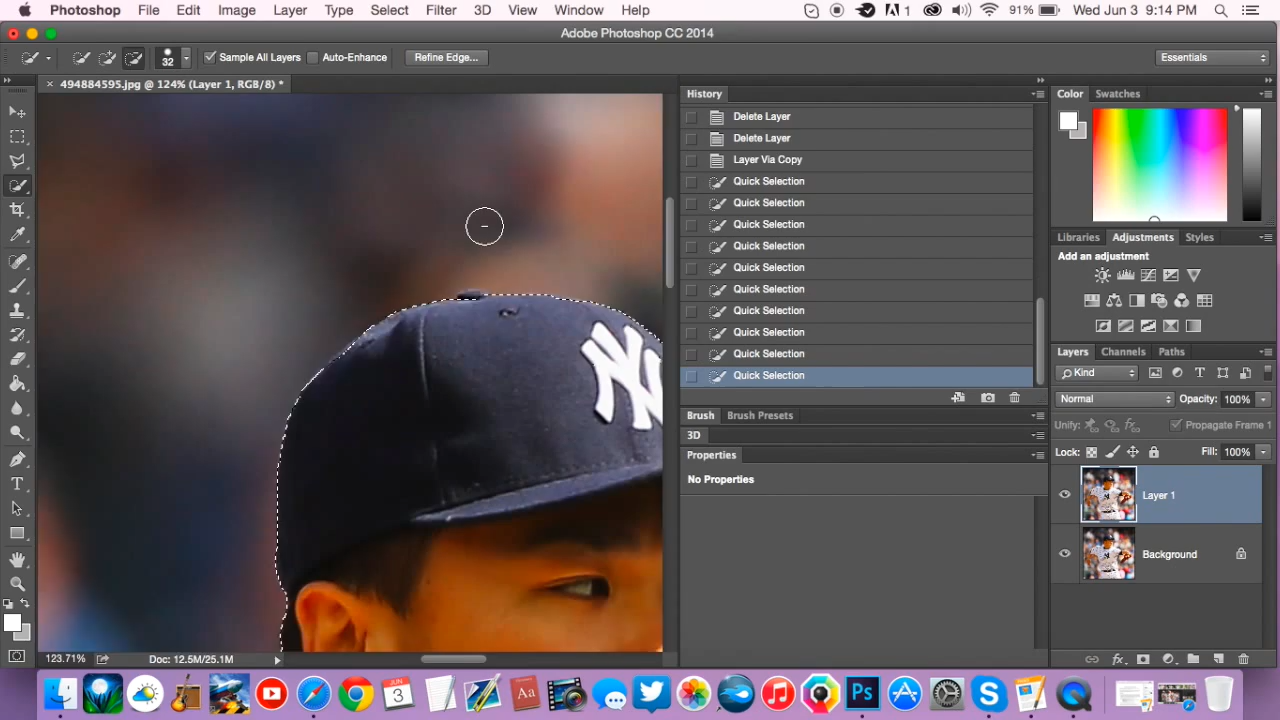 Photoshop File Edit Image Layer Type Select Filter 3D View Window Help 1 91% Wed Jun 3 9:14 PM
Adobe Photoshop CC 2014
32 Sample All Layers Auto-Enhance Refine Edge... Essentials
× 494884595.jpg @ 124% (Layer 1, RGB/8) *
History
Delete Layer
Delete Layer
Layer Via Copy
Quick Selection
Quick Selection
Quick Selection
Quick Selection
Quick Selection
Quick Selection
Quick Selection
Quick Selection
Quick Selection
Quick Selection
Brush Brush Presets
3D
Properties
No Properties
Color Swatches
Libraries Adjustments Styles
Add an adjustment
Layers Channels Paths
Kind
Normal Opacity: 100%
Unify: Propagate Frame 1
Lock: Fill: 100%
Layer 1
Background
NY
123.71% Doc: 12.5M/25.1M
JUN
3
Aa
Ps